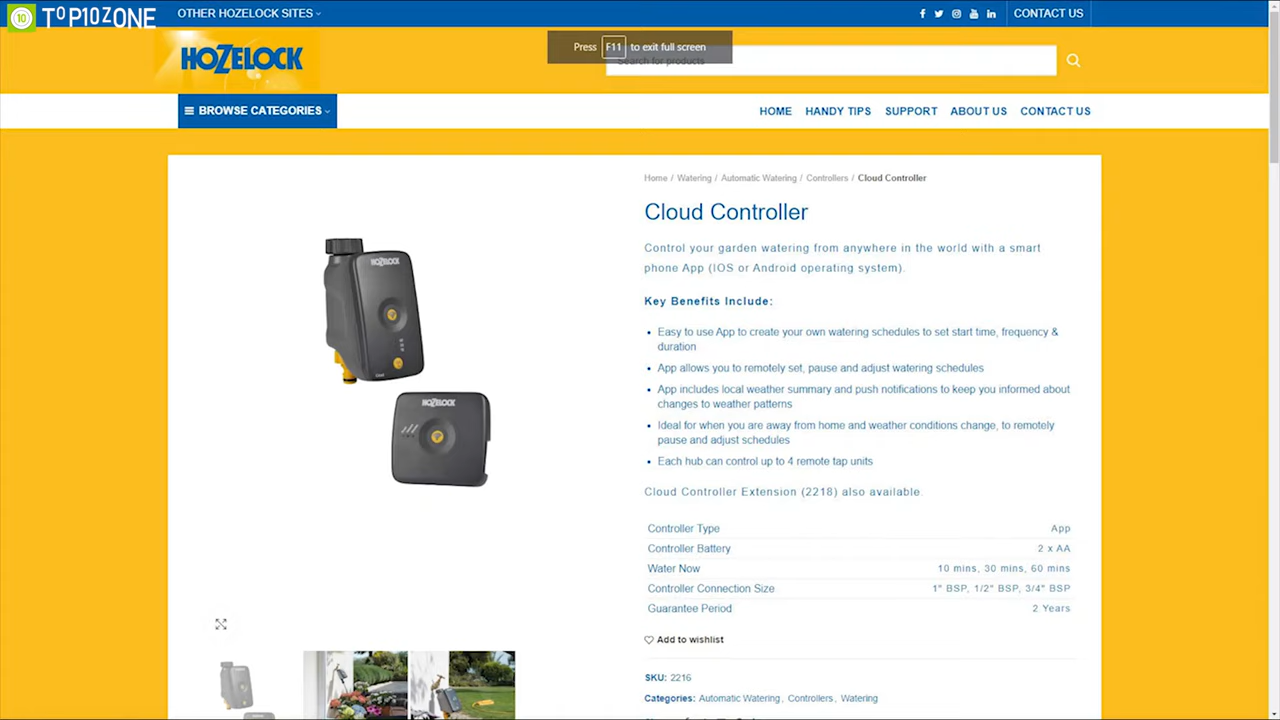 10 TOP10ZONE
OTHER HOZELOCK SITES
CONTACT US
HOZELOCK
Press F11 to exit full screen
Search for products
BROWSE CATEGORIES
HOME HANDY TIPS SUPPORT ABOUT US CONTACT US
Home / Watering / Automatic Watering / Controllers / Cloud Controller
Cloud Controller
Control your garden watering from anywhere in the world with a smart
phone App (IOS or Android operating system).
Key Benefits Include:
Easy to use App to create your own watering schedules to set start time, frequency &
duration
App allows you to remotely set, pause and adjust watering schedules
App includes local weather summary and push notifications to keep you informed about
changes to weather patterns
Ideal for when you are away from home and weather conditions change, to remotely
pause and adjust schedules
Each hub can control up to 4 remote tap units
Cloud Controller Extension (2218) also available.
Controller Type App
Controller Battery 2 x AA
Water Now 10 mins, 30 mins, 60 mins
Controller Connection Size 1" BSP, 1/2" BSP, 3/4" BSP
Guarantee Period 2 Years
Add to wishlist
SKU: 2216
Categories: Automatic Watering, Controllers, Watering
HOZELOCK
HOZELOCK